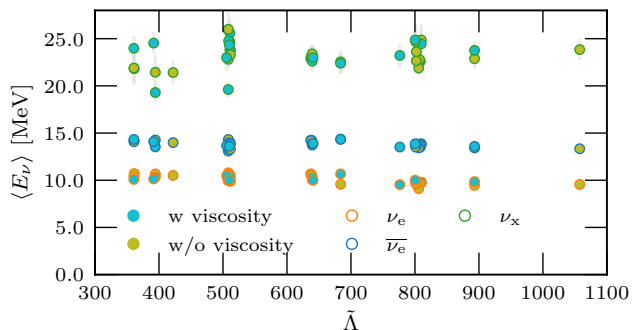 25.0
20.0
15.0
10.0
5.0
0.0
⟨E_ν⟩ [MeV]
w viscosity
w/o viscosity
ν_e
ν̅_e
ν_x
300 400 500 600 700 800 900 1000 1100
Λ̃